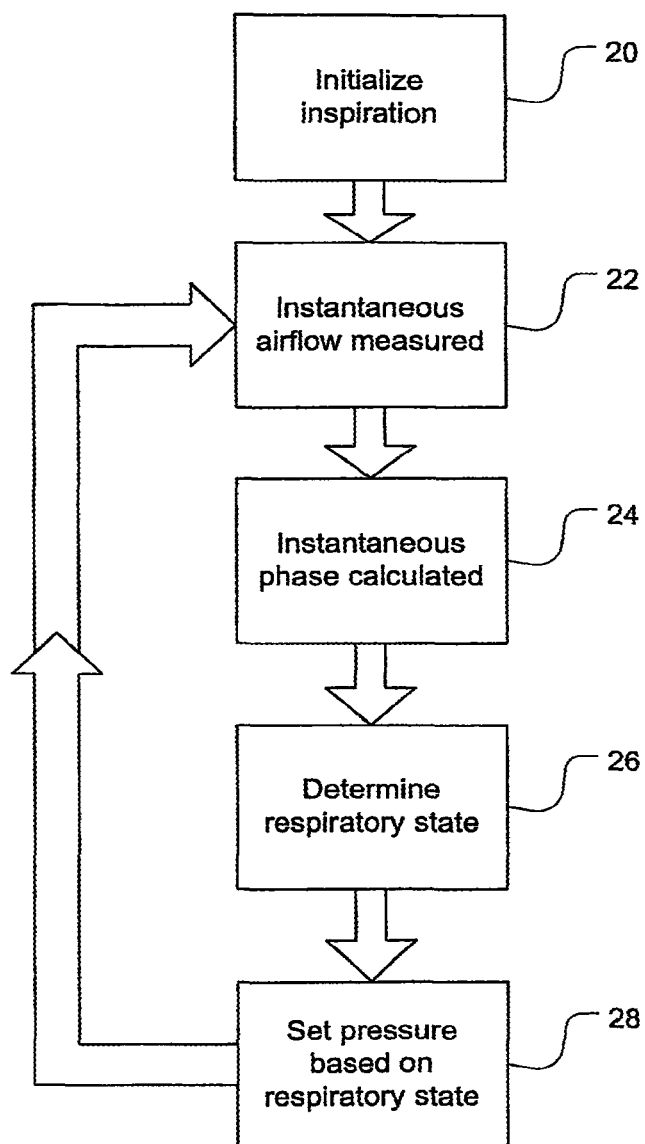 20
Initialize
inspiration
22
Instantaneous
airflow measured
24
Instantaneous
phase calculated
26
Determine
respiratory state
28
Set pressure
based on
respiratory state